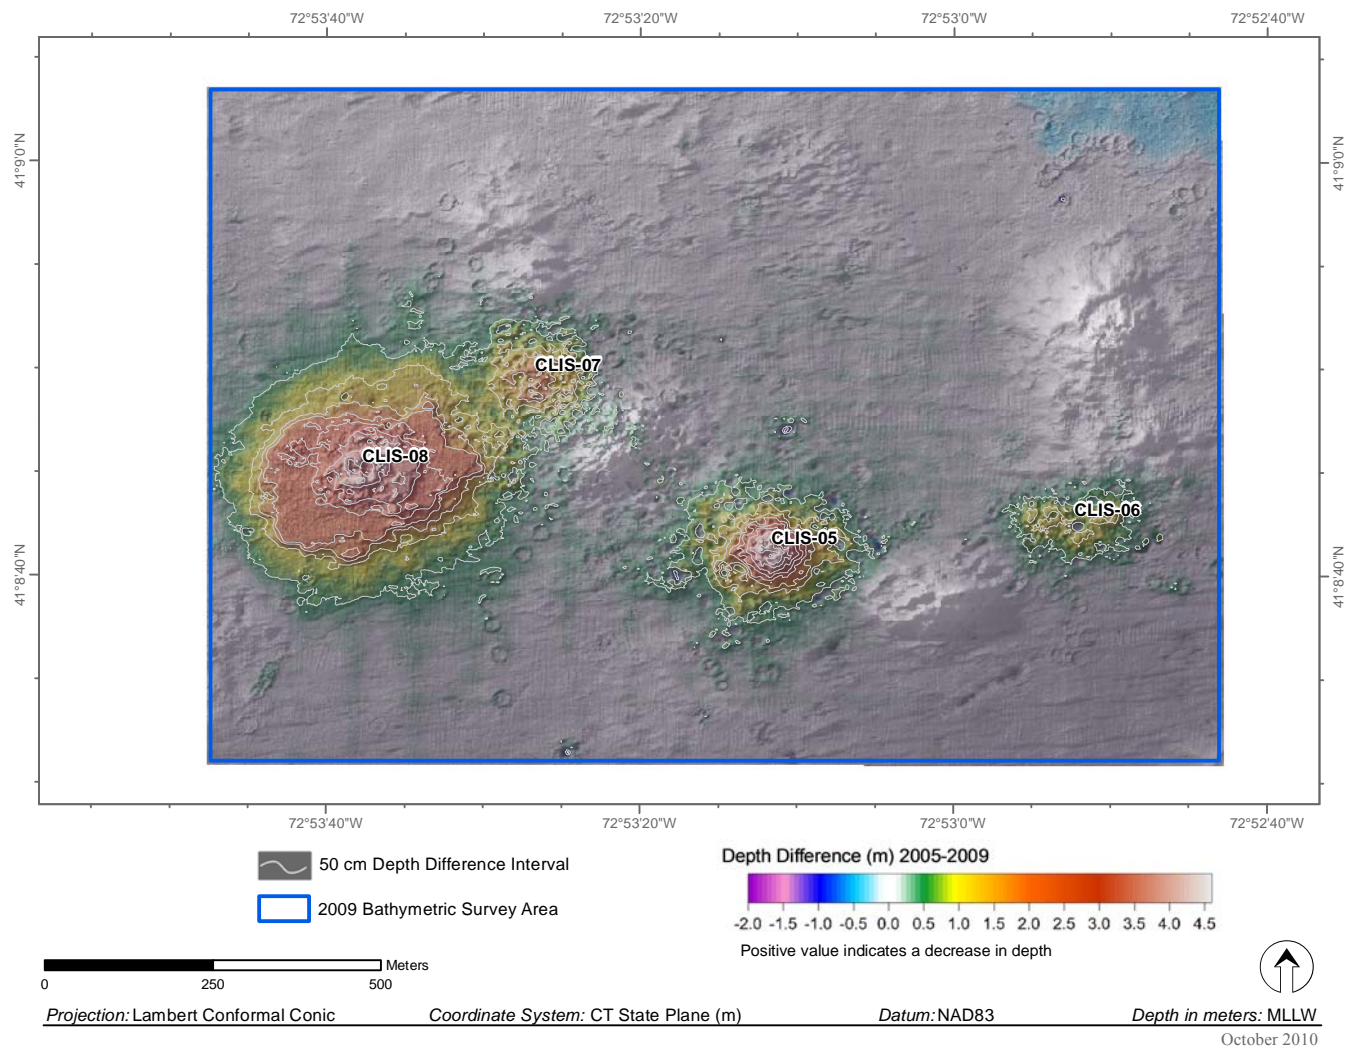 72°53'40"W 72°53'20"W 72°53'0"W 72°52'40"W
41°9'0"N 41°9'0"N
CLIS-07
CLIS-08
CLIS-06
CLIS-05
41°8'40"N 41°8'40"N
72°53'40"W 72°53'20"W 72°53'0"W 72°52'40"W
50 cm Depth Difference Interval
2009 Bathymetric Survey Area
Depth Difference (m) 2005-2009
-2.0 -1.5 -1.0 -0.5 0.0 0.5 1.0 1.5 2.0 2.5 3.0 3.5 4.0 4.5
Positive value indicates a decrease in depth
Meters
0 250 500
Projection: Lambert Conformal Conic Coordinate System: CT State Plane (m) Datum: NAD83 Depth in meters: MLLW
October 2010